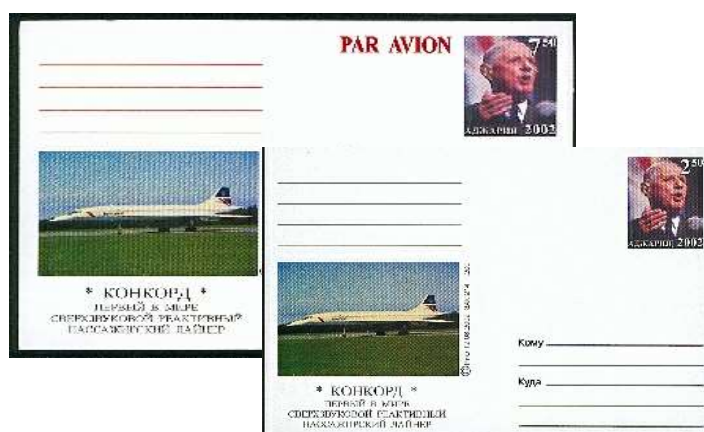 PAR AVION
7.50
АДЖАРИЯ 2002
* КОНКОРД *
ПЕРВЫЙ В МИРЕ
СВЕРХЗВУКОВОЙ РЕАКТИВНЫЙ
ПАССАЖИРСКИЙ ЛАЙНЕР
2.50
АДЖАРИЯ 2002
Кому
Куда
* КОНКОРД *
ПЕРВЫЙ В МИРЕ
СВЕРХЗВУКОВОЙ РЕАКТИВНЫЙ
ПАССАЖИРСКИЙ ЛАЙНЕР